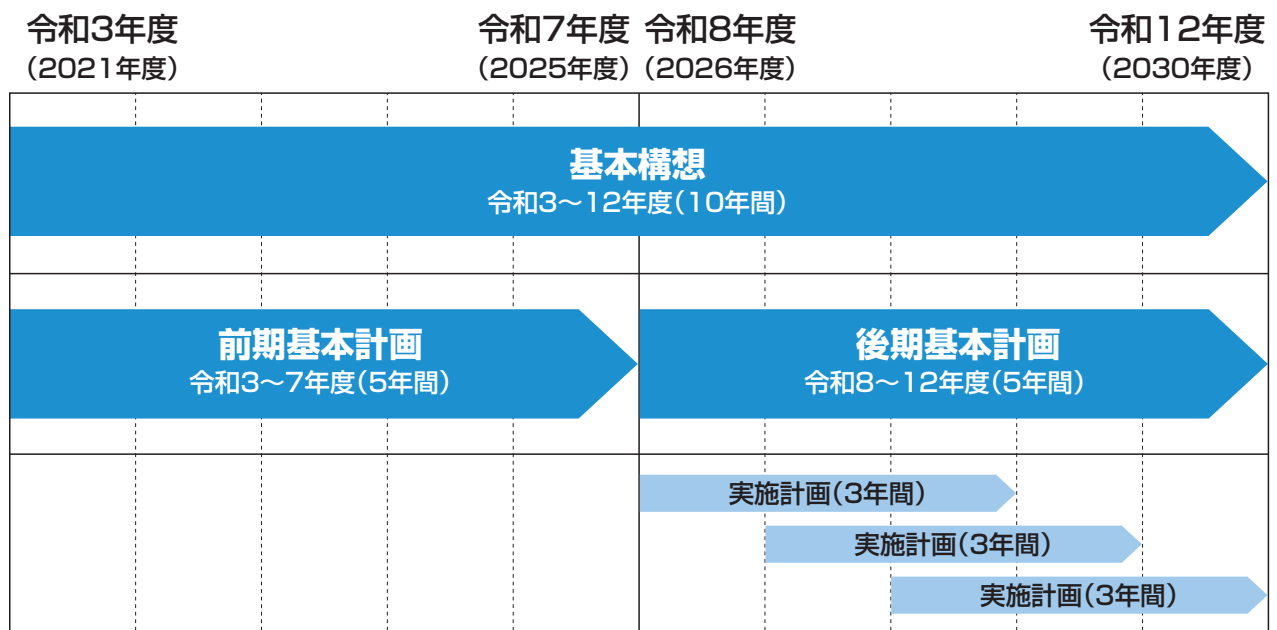 令和3年度 令和7年度 令和8年度 令和12年度
(2021年度) (2025年度) (2026年度) (2030年度)
基本構想
令和3～12年度(10年間)
前期基本計画 後期基本計画
令和3～7年度(5年間) 令和8～12年度(5年間)
実施計画(3年間)
実施計画(3年間)
実施計画(3年間)